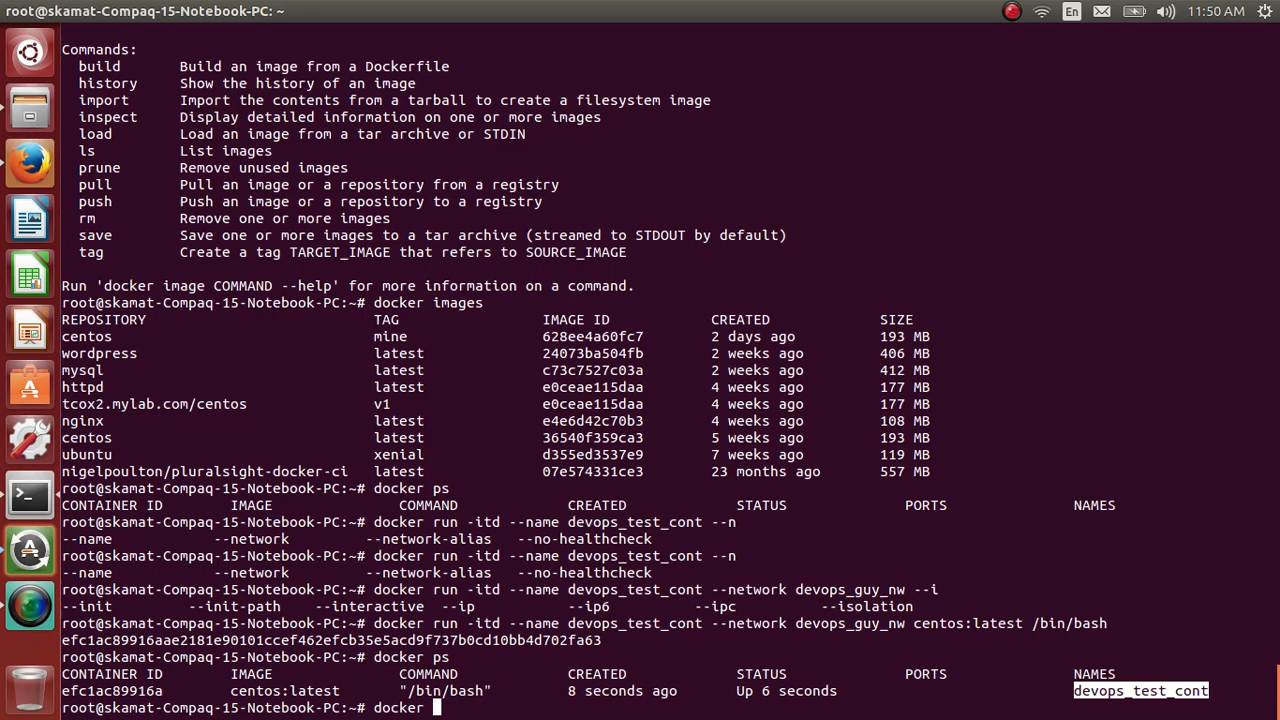 root@skamat-Compaq-15-Notebook-PC: ~
En
11:50 AM
Commands:
build Build an image from a Dockerfile
history Show the history of an image
import Import the contents from a tarball to create a filesystem image
inspect Display detailed information on one or more images
load Load an image from a tar archive or STDIN
ls List images
prune Remove unused images
pull Pull an image or a repository from a registry
push Push an image or a repository to a registry
rm Remove one or more images
save Save one or more images to a tar archive (streamed to STDOUT by default)
tag Create a tag TARGET_IMAGE that refers to SOURCE_IMAGE
Run 'docker image COMMAND --help' for more information on a command.
root@skamat-Compaq-15-Notebook-PC:~# docker images
REPOSITORY TAG IMAGE ID CREATED SIZE
centos mine 628ee4a60fc7 2 days ago 193 MB
wordpress latest 24073ba504fb 2 weeks ago 406 MB
mysql latest c73c7527c03a 2 weeks ago 412 MB
httpd latest e0ceae115daa 4 weeks ago 177 MB
tcox2.mylab.com/centos v1 e0ceae115daa 4 weeks ago 177 MB
nginx latest e4e6d42c70b3 4 weeks ago 108 MB
centos latest 36540f359ca3 5 weeks ago 193 MB
ubuntu xenial d355ed3537e9 7 weeks ago 119 MB
nigelpoulton/pluralsight-docker-ci latest 07e574331ce3 23 months ago 557 MB
root@skamat-Compaq-15-Notebook-PC:~# docker ps
CONTAINER ID IMAGE COMMAND CREATED STATUS PORTS NAMES
root@skamat-Compaq-15-Notebook-PC:~# docker run -itd --name devops_test_cont --n
--name --network --network-alias --no-healthcheck
root@skamat-Compaq-15-Notebook-PC:~# docker run -itd --name devops_test_cont --n
--name --network --network-alias --no-healthcheck
root@skamat-Compaq-15-Notebook-PC:~# docker run -itd --name devops_test_cont --network devops_guy_nw --i
--init --init-path --interactive --ip --ip6 --ipc --isolation
root@skamat-Compaq-15-Notebook-PC:~# docker run -itd --name devops_test_cont --network devops_guy_nw centos:latest /bin/bash
efc1ac89916aae2181e90101ccef462efcb35e5acd9f737b0cd10bb4d702fa63
root@skamat-Compaq-15-Notebook-PC:~# docker ps
CONTAINER ID IMAGE COMMAND CREATED STATUS PORTS NAMES
efc1ac89916a centos:latest "/bin/bash" 8 seconds ago Up 6 seconds devops_test_cont
root@skamat-Compaq-15-Notebook-PC:~# docker